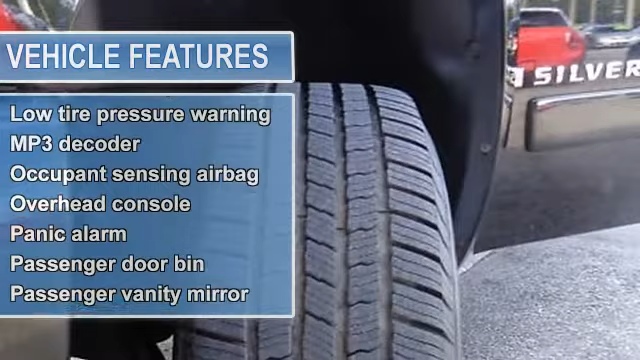 VEHICLE FEATURES
SILVER
Low tire pressure warning
MP3 decoder
Occupant sensing airbag
Overhead console
Panic alarm
Passenger door bin
Passenger vanity mirror